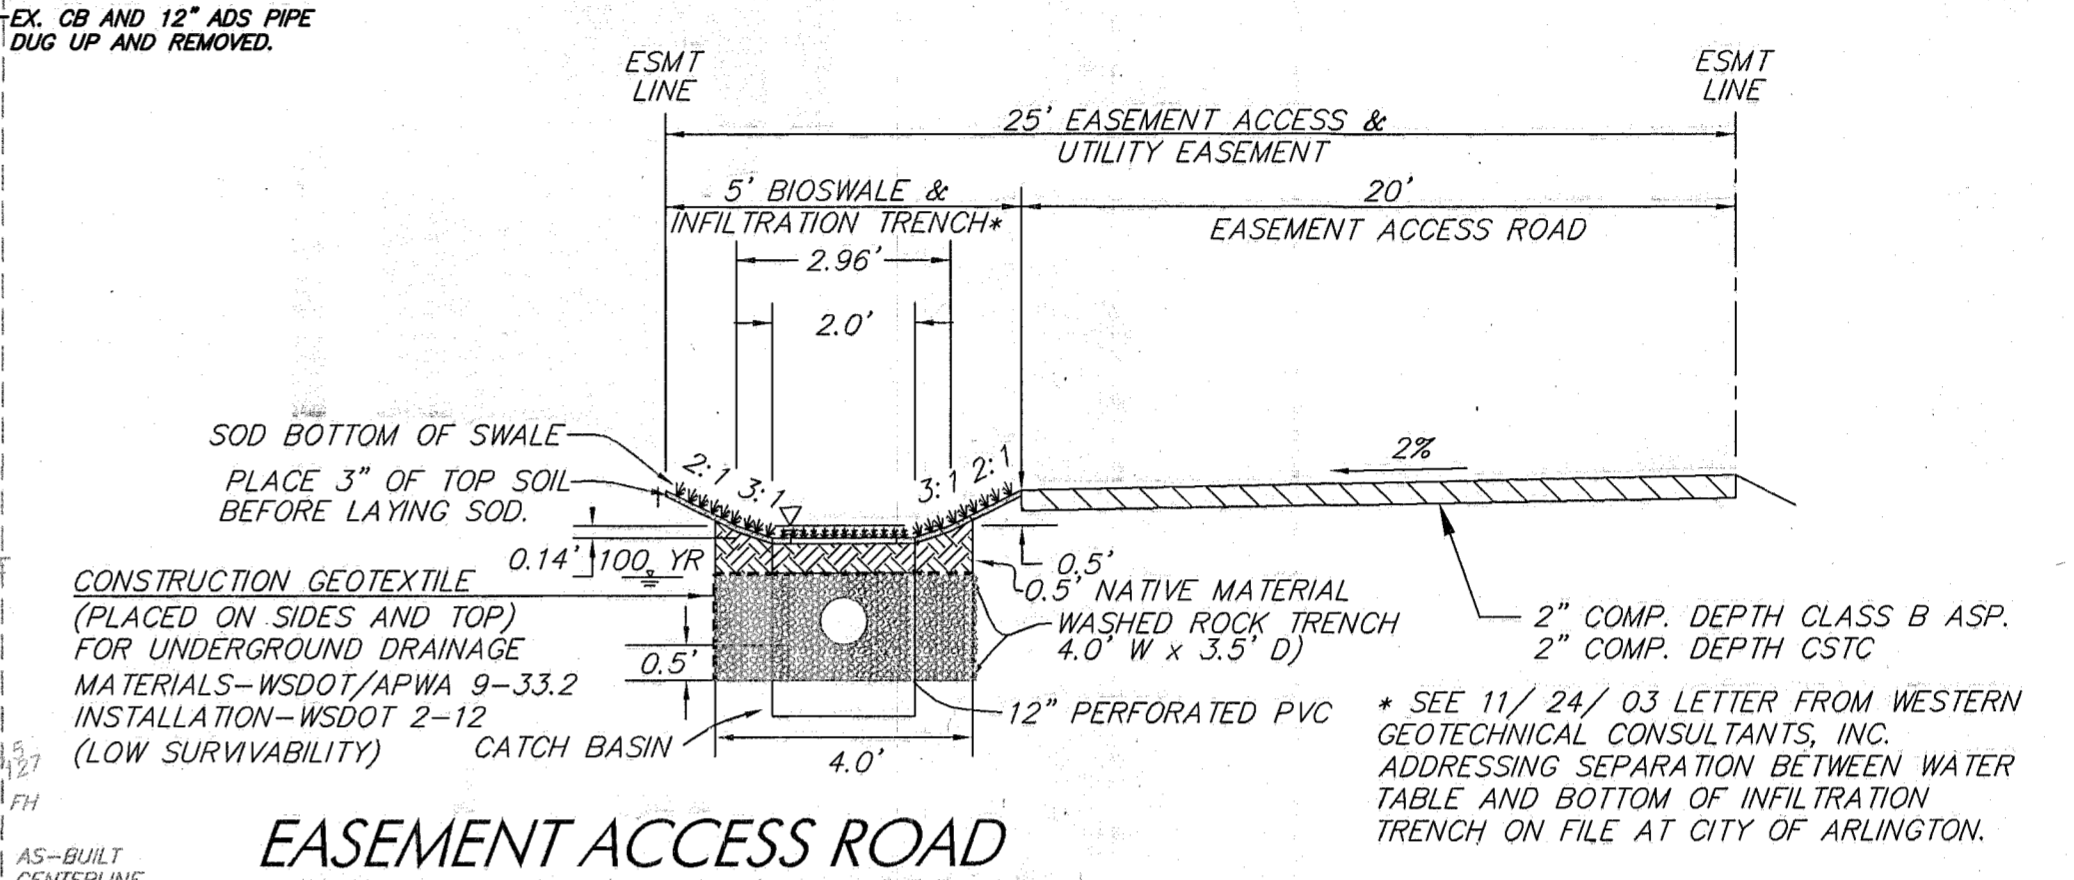 EX. CB AND 12" ADS PIPE
DUG UP AND REMOVED.
ESMT
LINE
ESMT
LINE
25' EASEMENT ACCESS &
UTILITY EASEMENT
5' BIOSWALE &
INFILTRATION TRENCH*
20'
EASEMENT ACCESS ROAD
2.96'
2.0'
SOD BOTTOM OF SWALE
PLACE 3" OF TOP SOIL
BEFORE LAYING SOD.
2:1
3:1
3:1
2:1
2%
0.14'
100 YR
0.5'
0.5' NATIVE MATERIAL
WASHED ROCK TRENCH
4.0' W x 3.5' D)
CONSTRUCTION GEOTEXTILE
(PLACED ON SIDES AND TOP)
FOR UNDERGROUND DRAINAGE
MATERIALS-WSDOT/APWA 9-33.2
INSTALLATION-WSDOT 2-12
(LOW SURVIVABILITY)
0.5'
CATCH BASIN
12" PERFORATED PVC
4.0'
2" COMP. DEPTH CLASS B ASP.
2" COMP. DEPTH CSTC
* SEE 11/ 24/ 03 LETTER FROM WESTERN
GEOTECHNICAL CONSULTANTS, INC.
ADDRESSING SEPARATION BETWEEN WATER
TABLE AND BOTTOM OF INFILTRATION
TRENCH ON FILE AT CITY OF ARLINGTON.
5
127
FH
EASEMENT ACCESS ROAD
AS-BUILT
CENTERLINE